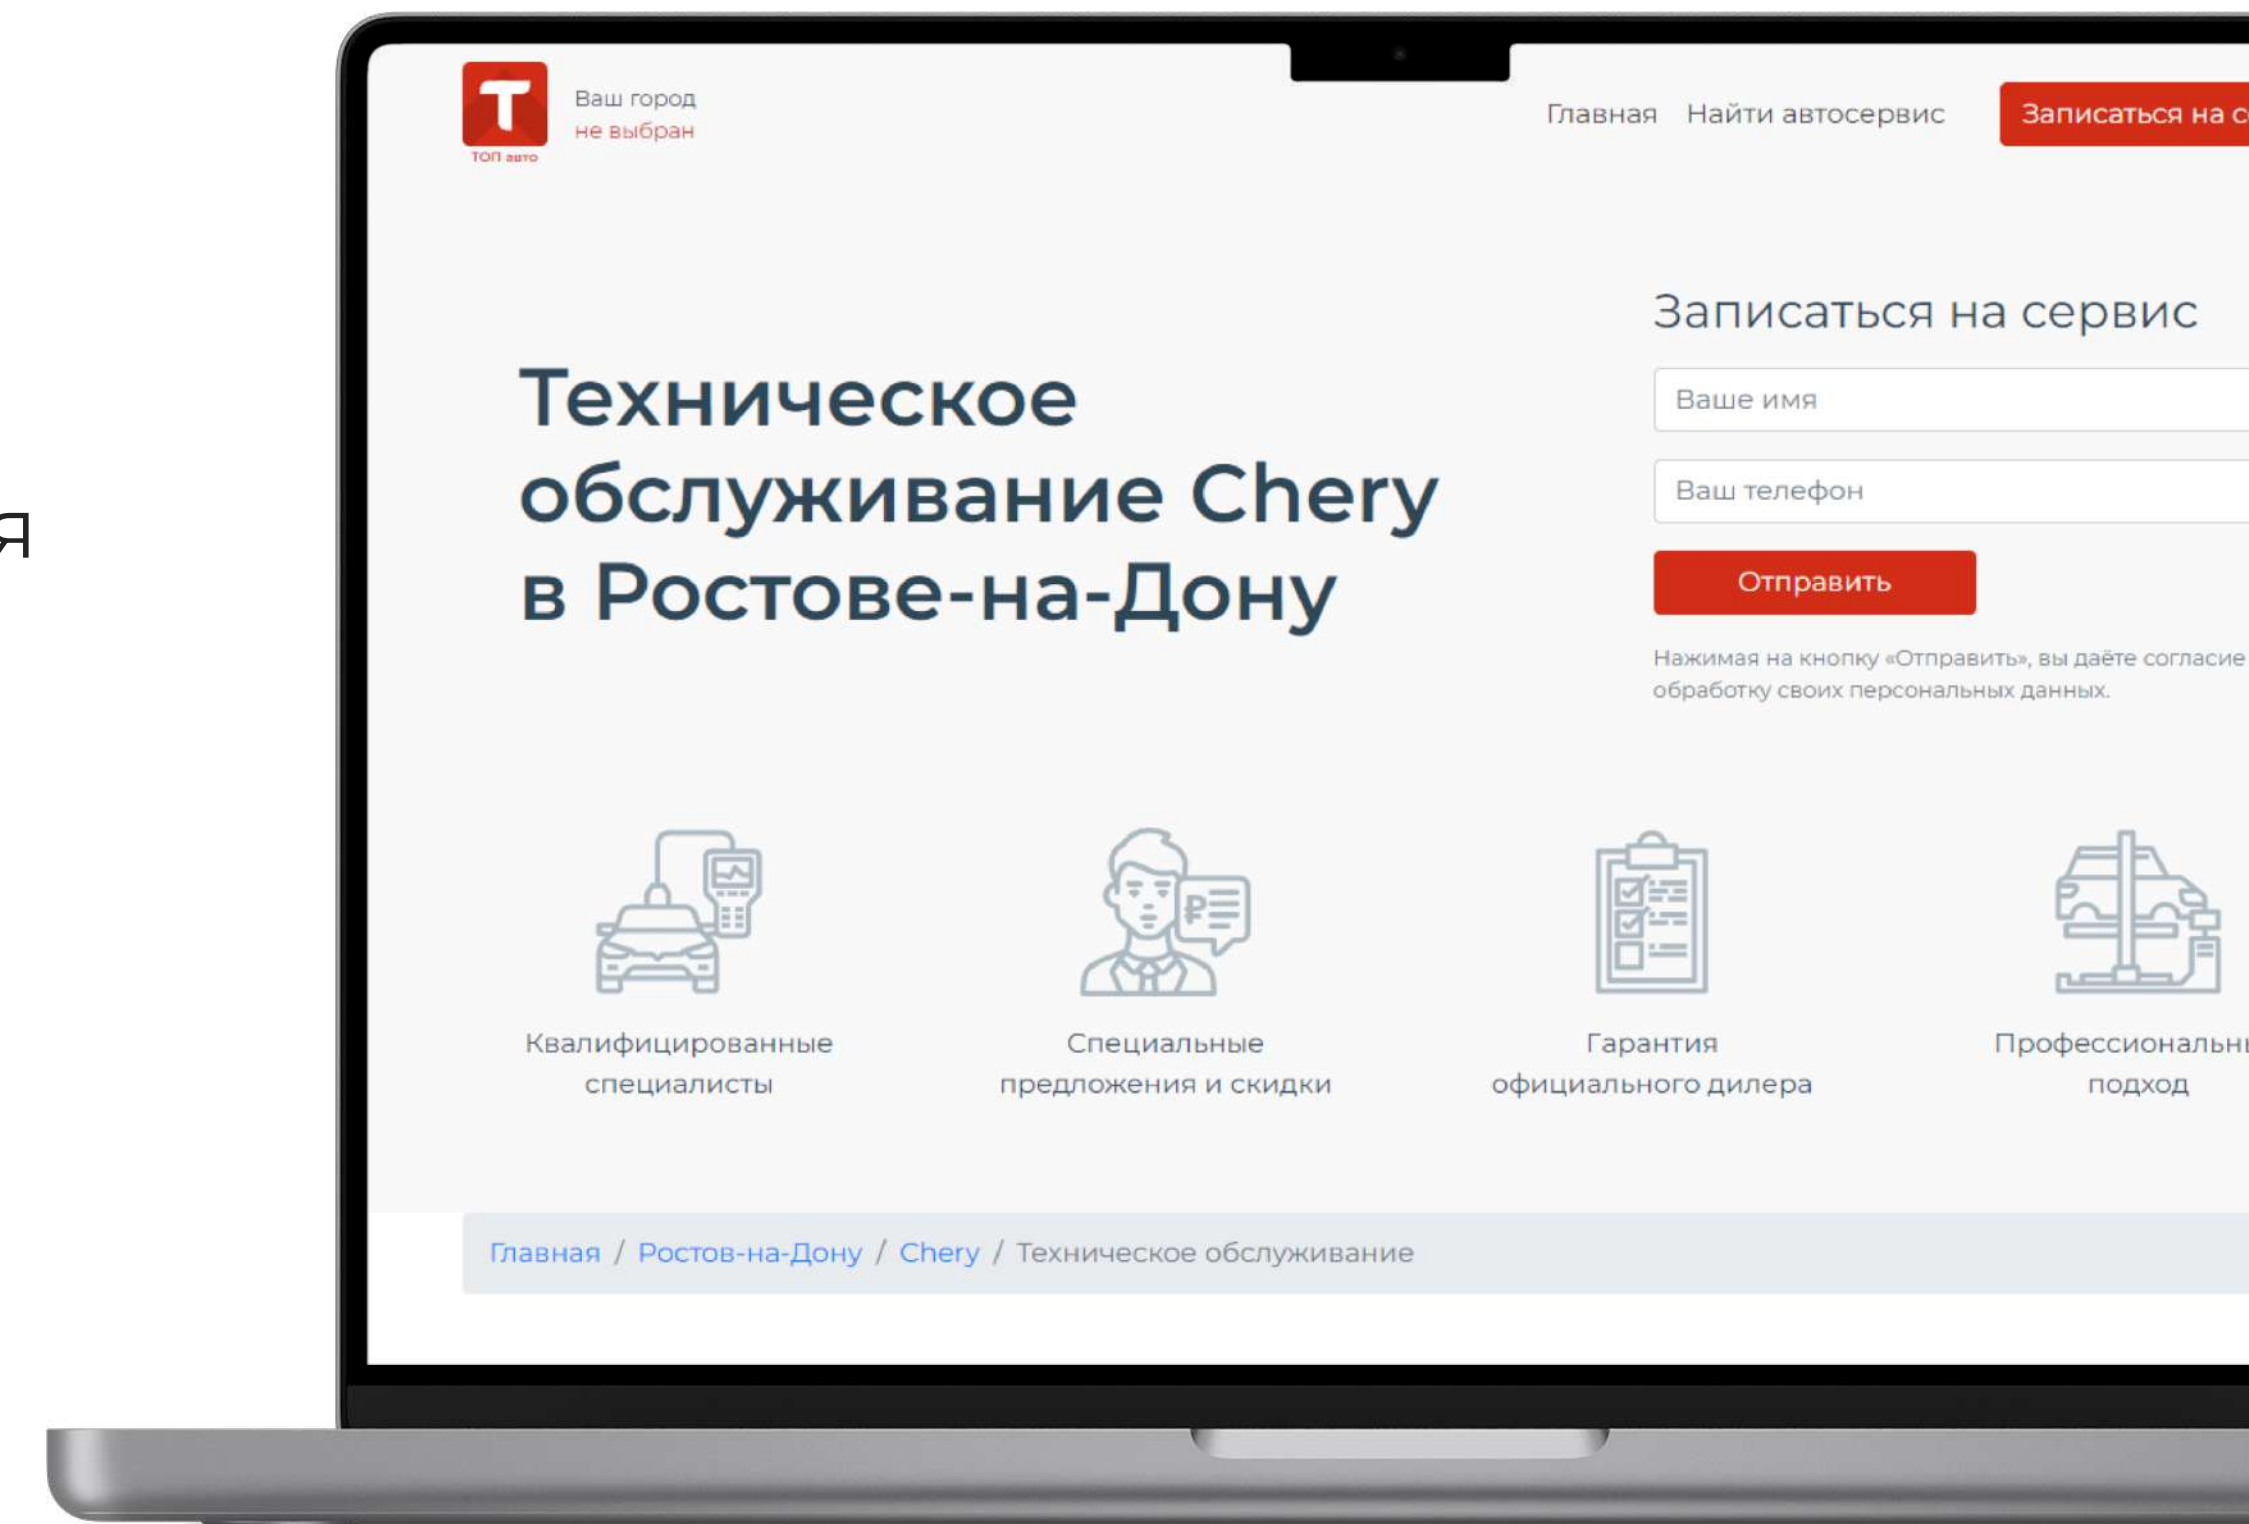 Ваш город
не выбран
ТОП авто
Главная Найти автосервис
Записаться на
Записаться на сервис
Ваше имя
Ваш телефон
Отправить
Нажимая на кнопку «Отправить», вы даёте согласие
обработку своих персональных данных.
Техническое
обслуживание Chery
в Ростове-на-Дону
я
Квалифицированные
специалисты
Специальные
предложения и скидки
Гарантия
официального дилера
подход
Главная / Ростов-на-Дону / Chery / Техническое обслуживание